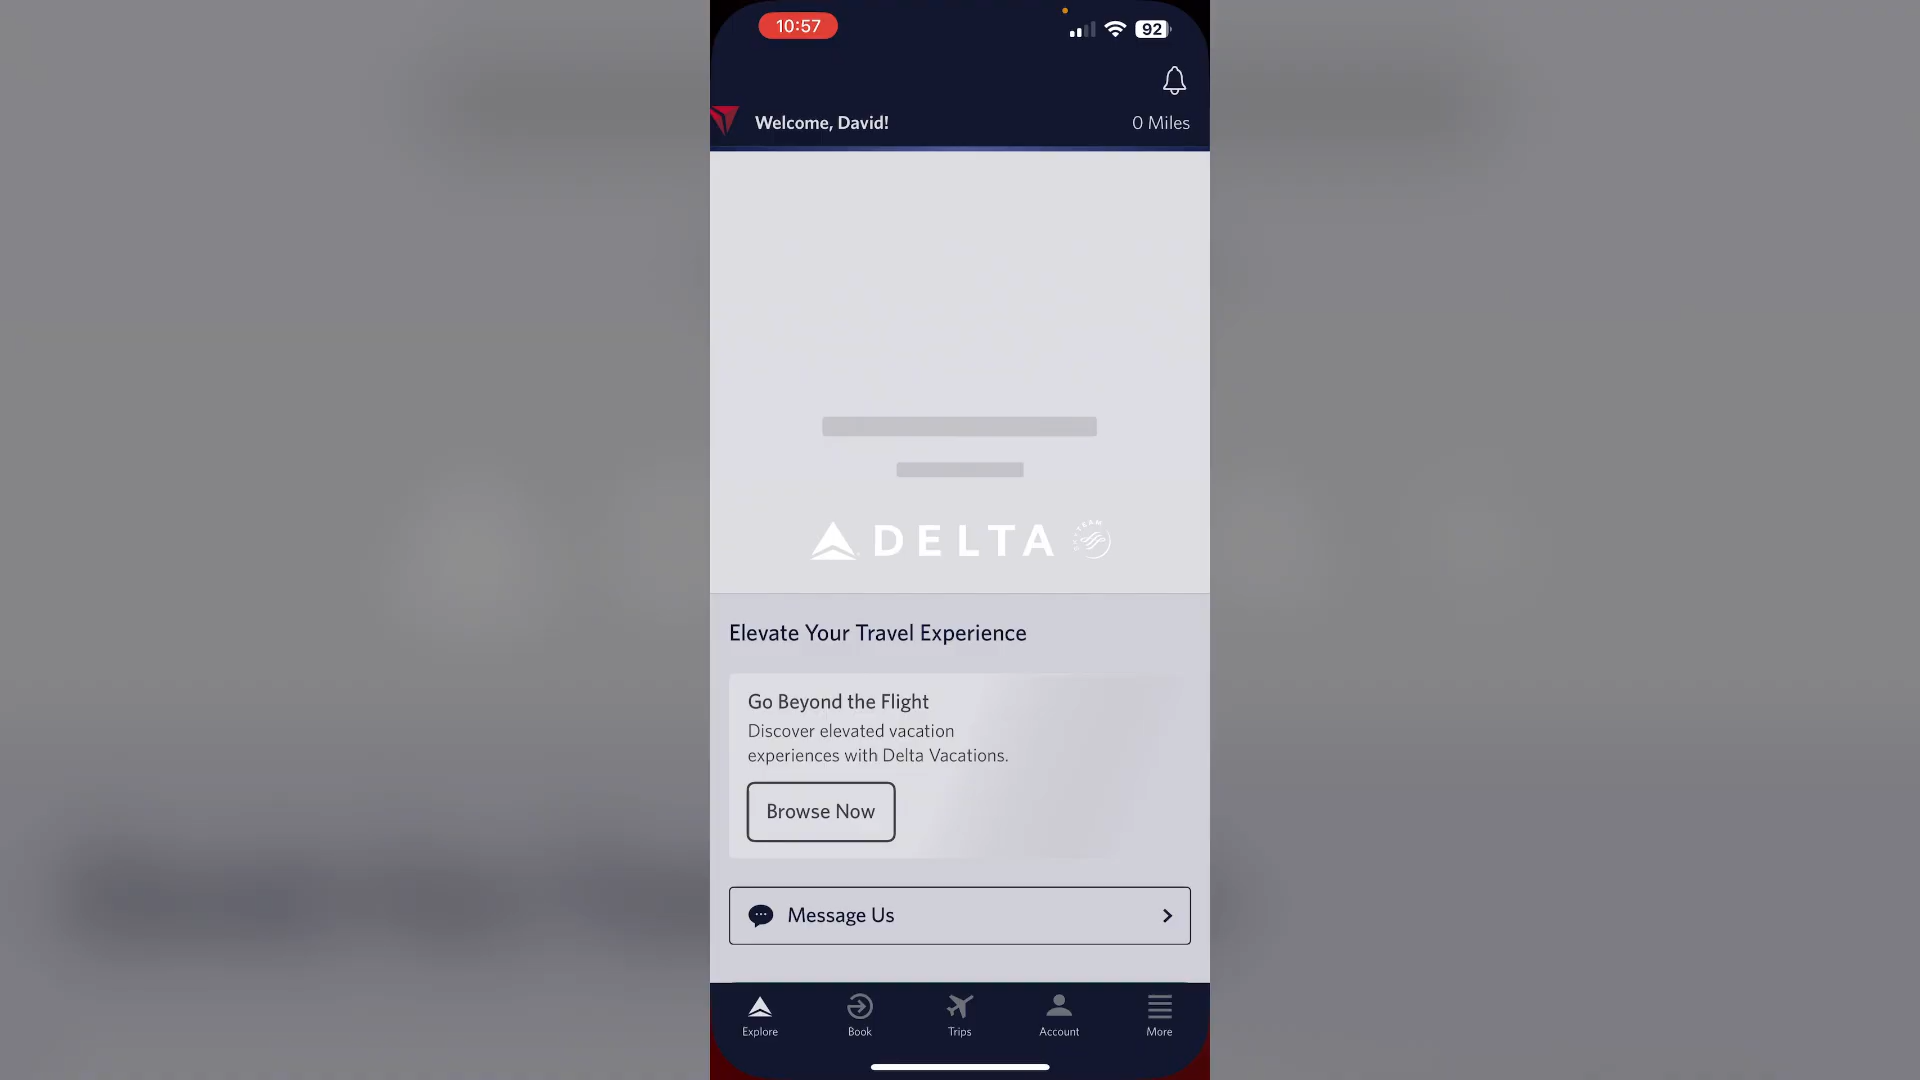 10:57
92
Welcome, David!
0 Miles
DELTA
SKYTEAM
Elevate Your Travel Experience
Go Beyond the Flight
Discover elevated vacation
experiences with Delta Vacations.
Browse Now
Message Us
Explore
Book
Trips
Account
More